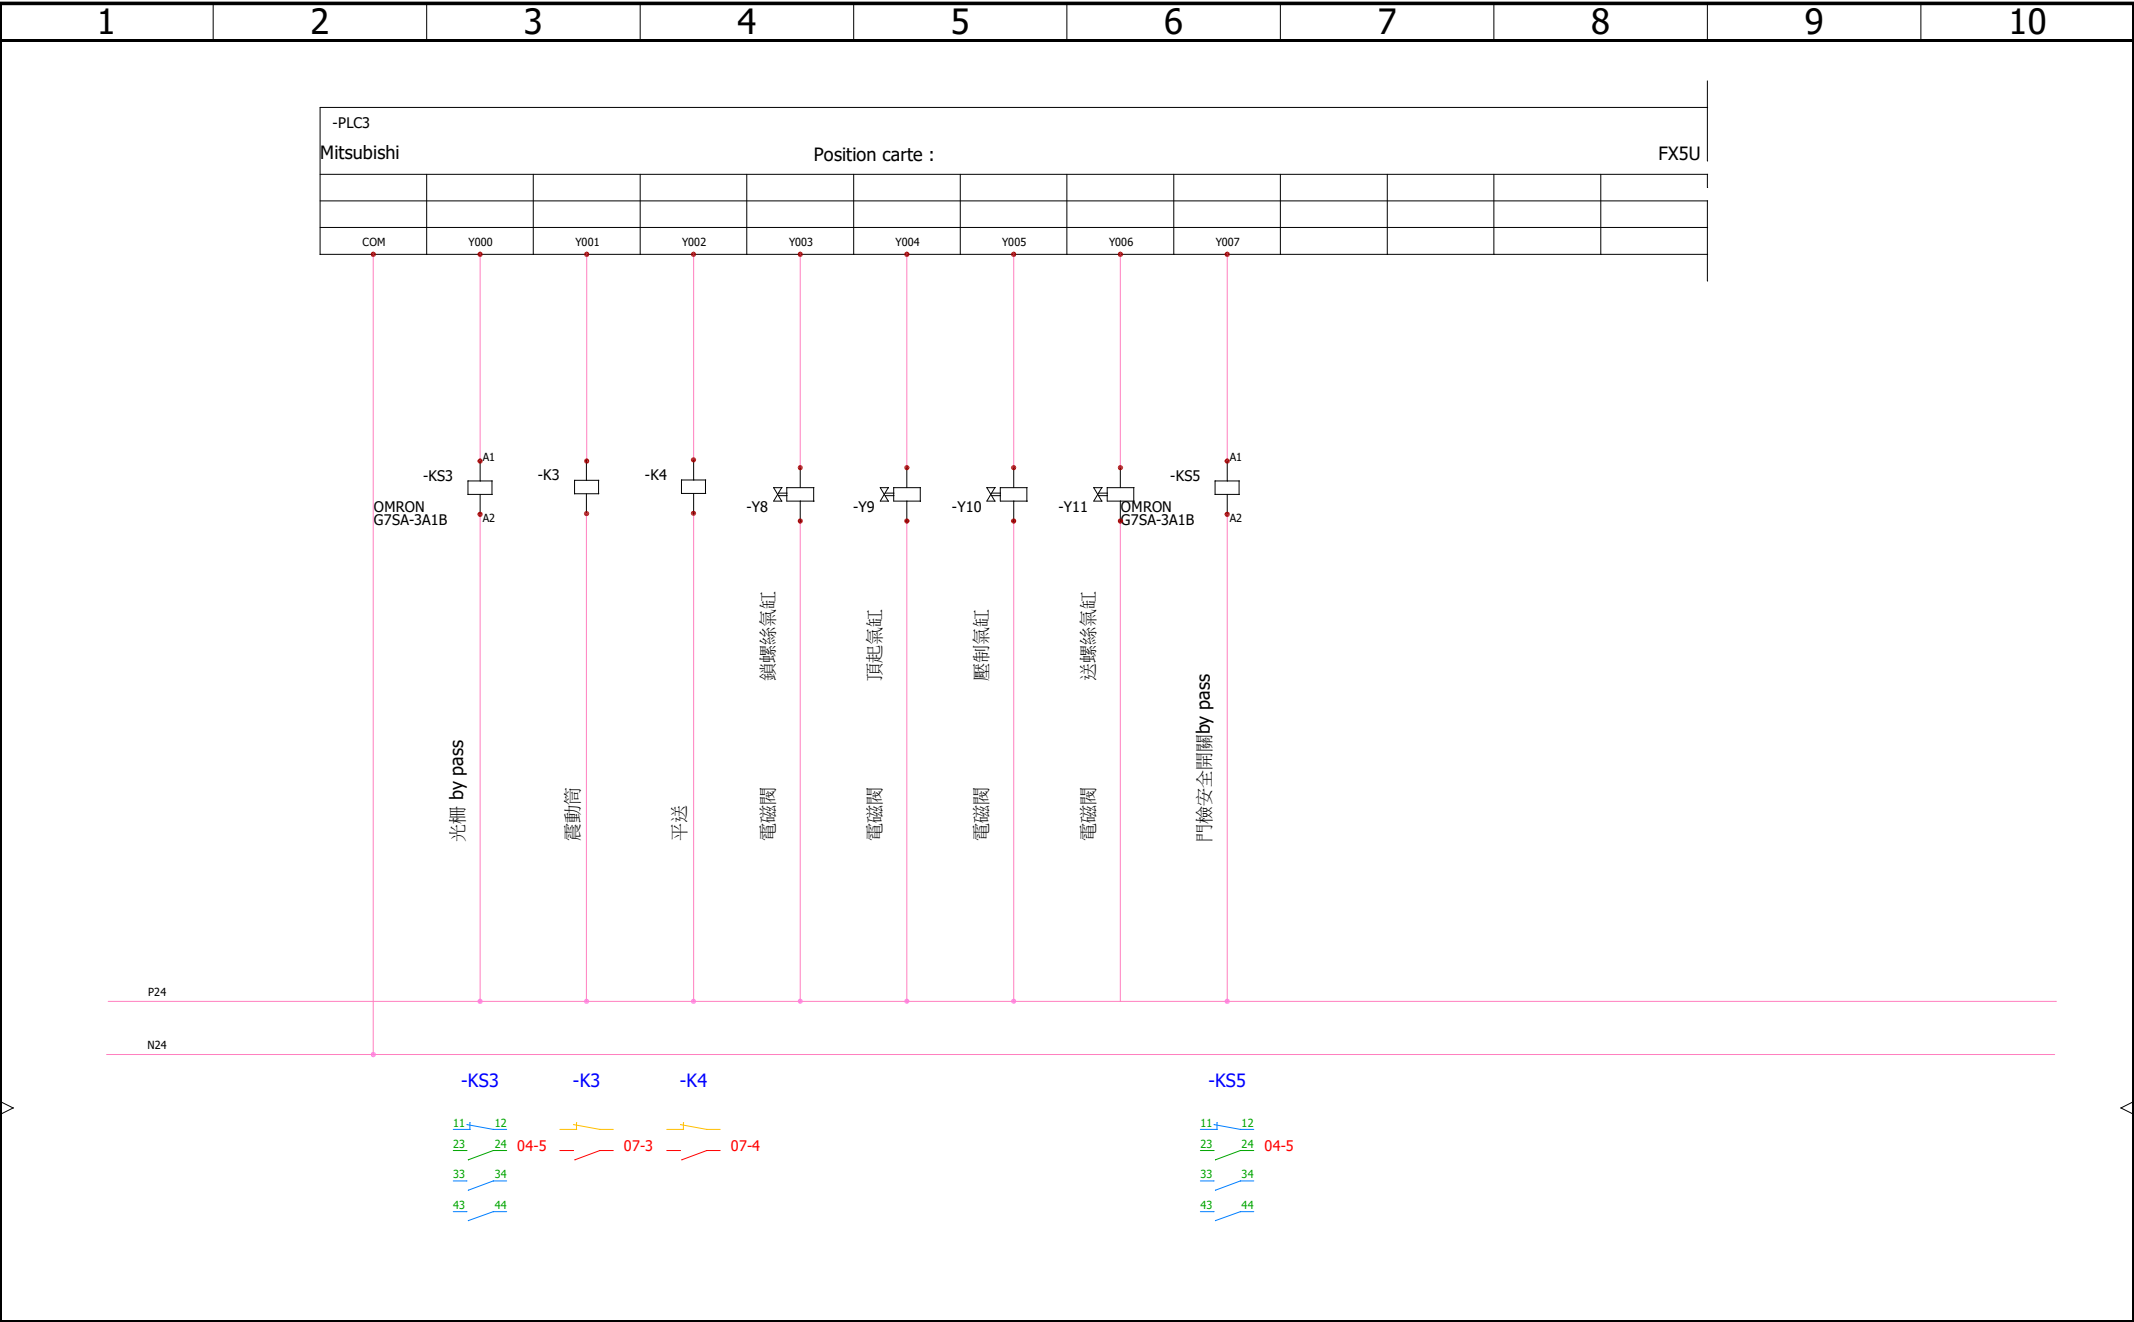 1 2 3 4 5 6 7 8 9 10
-PLC3
Mitsubishi Position carte : FX5U
COM Y000 Y001 Y002 Y003 Y004 Y005 Y006 Y007
-KS3 A1
OMRON
G7SA-3A1B A2
-K3
-K4
-Y8
-Y9
-Y10
-Y11
-KS5 A1
OMRON
G7SA-3A1B A2
光柵 by pass
震動筒
平送
電磁閥 鎖螺絲氣缸
電磁閥 頂起氣缸
電磁閥 壓制氣缸
電磁閥 送螺絲氣缸
門檢安全開關by pass
P24
N24
-KS3 -K3 -K4 -KS5
11 12 11 12
23 24 04-5 07-3 07-4 23 24 04-5
33 34 33 34
43 44 43 44